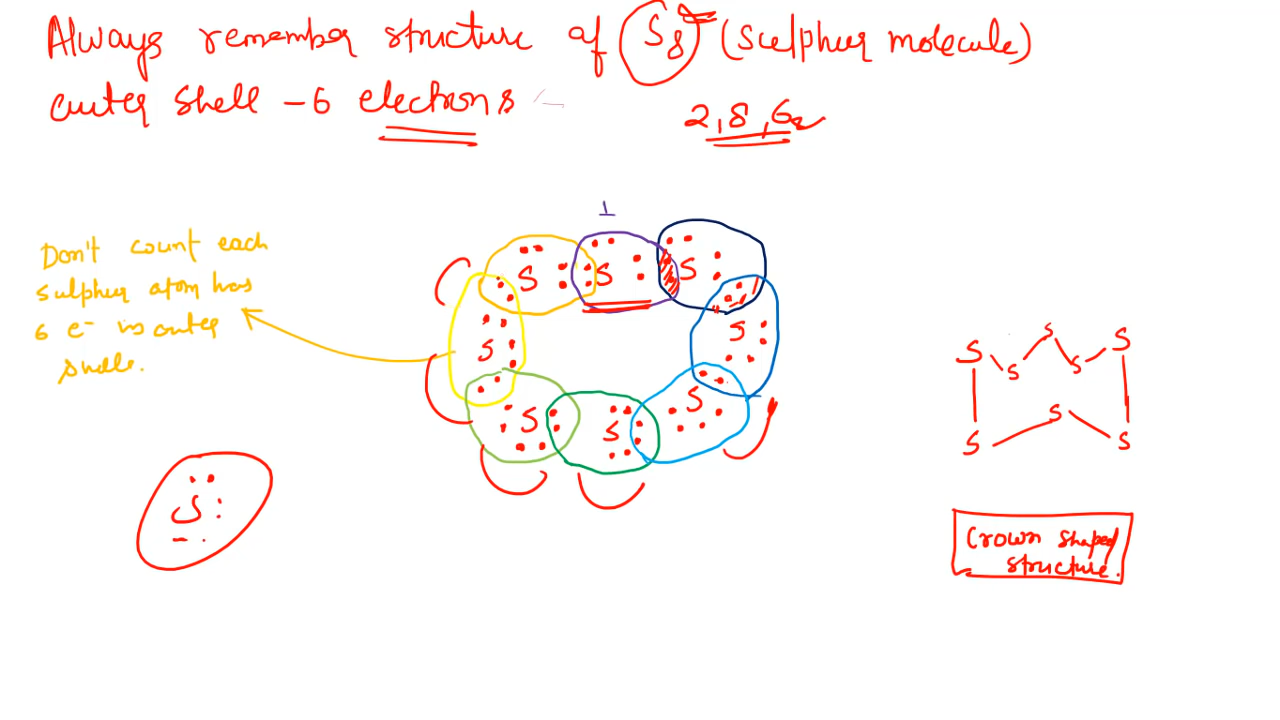 Always remember structure of S8 (Sulphur molecule)
outer shell - 6 electrons
2,8,6
1
Don't count each
sulphur atom has
6 e- in outer
shell.
S S S
S S
S S S
S S S
S S
S S S
S
Crown shaped
structure.